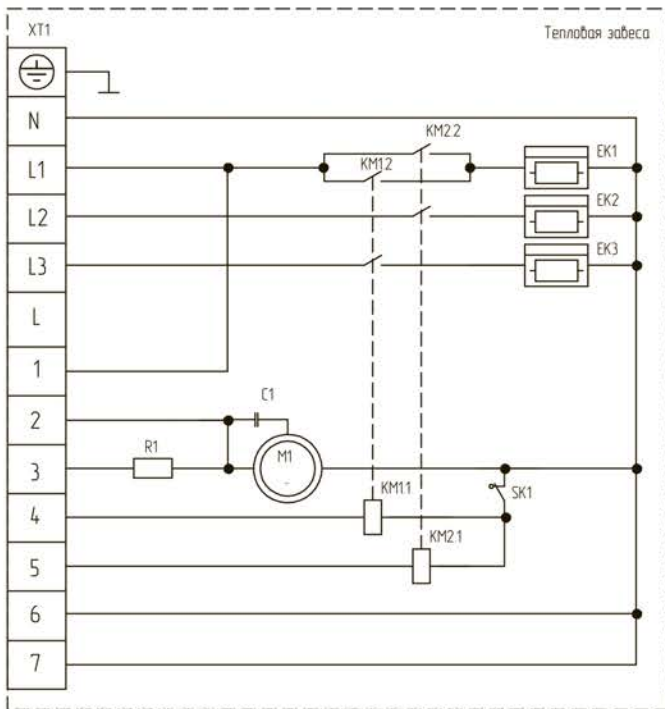 XT1
Тепловая завеса
N
KM2.2
L1
KM1.2
EK1
L2
EK2
L3
EK3
L
1
C1
2
R1
M1
3
KM1.1
SK1
4
KM2.1
5
6
7